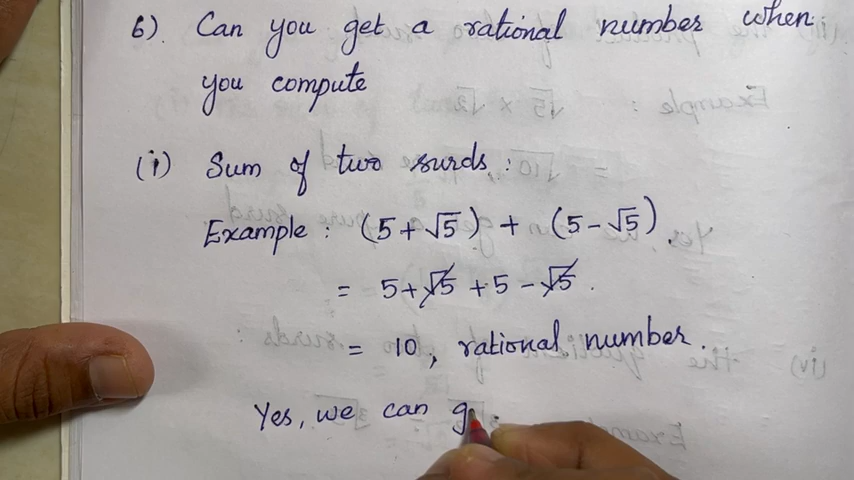 6). Can you get a rational number when
you compute
(i) Sum of two surds :
Example : (5 + √5) + (5 - √5).
= 5 + √5 + 5 - √5.
= 10, rational number.
Yes, we can g